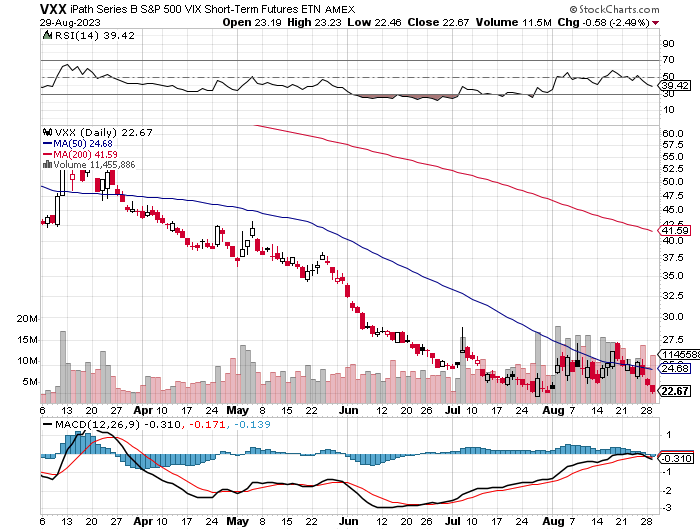 VXX iPath Series B S&P 500 VIX Short-Term Futures ETN AMEX © StockCharts.com
29-Aug-2023 Open 23.19 High 23.23 Low 22.46 Close 22.67 Volume 11.5M Chg -0.58 (-2.49%)
RSI(14) 39.42
90
70
50
39.42
30
10
VXX (Daily) 22.67
MA(50) 24.68
MA(200) 41.59
Volume 11,455,886
60.0
57.5
55.0
52.5
50.0
47.5
45.0
42.5
41.59
40.0
37.5
35.0
32.5
30.0
27.5
1145588
24.68
22.67
20M
15M
10M
5M
6 13 20 27 Apr 10 17 24 May 8 15 22 Jun 12 20 26 Jul 10 17 24 Aug 7 14 21 28
MACD(12,26,9) -0.310, -0.171, -0.139
1
-0.310
-1
-2
-3
6 13 20 27 Apr 10 17 24 May 8 15 22 Jun 12 20 26 Jul 10 17 24 Aug 7 14 21 28